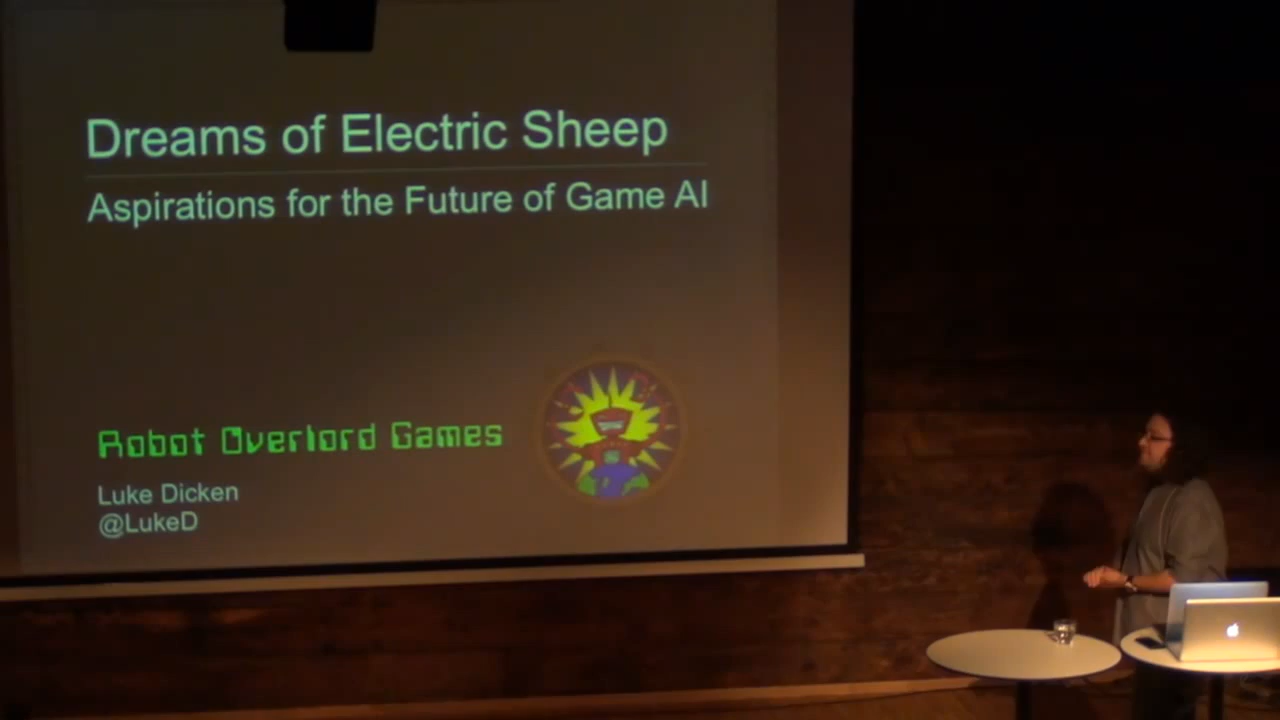 Dreams of Electric Sheep
Aspirations for the Future of Game AI
Robot Overlord Games
Luke Dicken
@LukeD